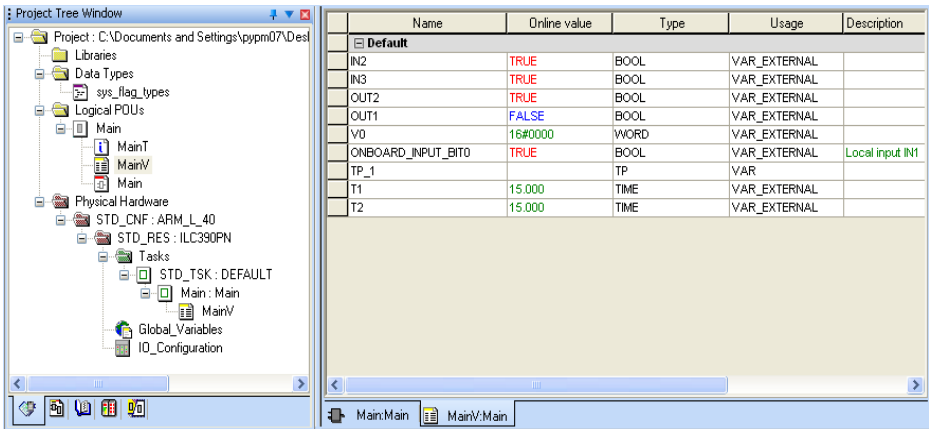 Project Tree Window
Project : C:\Documents and Settings\pypm07\Desl
Libraries
Data Types
sys_flag_types
Logical POUs
Main
MainT
MainV
Main
Physical Hardware
STD_CNF : ARM_L_40
STD_RES : ILC390PN
Tasks
STD_TSK : DEFAULT
Main : Main
MainV
Global_Variables
IO_Configuration
Name Online value Type Usage Description
Default
IN2 TRUE BOOL VAR_EXTERNAL
IN3 TRUE BOOL VAR_EXTERNAL
OUT2 TRUE BOOL VAR_EXTERNAL
OUT1 FALSE BOOL VAR_EXTERNAL
V0 16#0000 WORD VAR_EXTERNAL
ONBOARD_INPUT_BIT0 TRUE BOOL VAR_EXTERNAL Local input IN1
TP_1 TP VAR
T1 15.000 TIME VAR_EXTERNAL
T2 15.000 TIME VAR_EXTERNAL
Main:Main MainV:Main